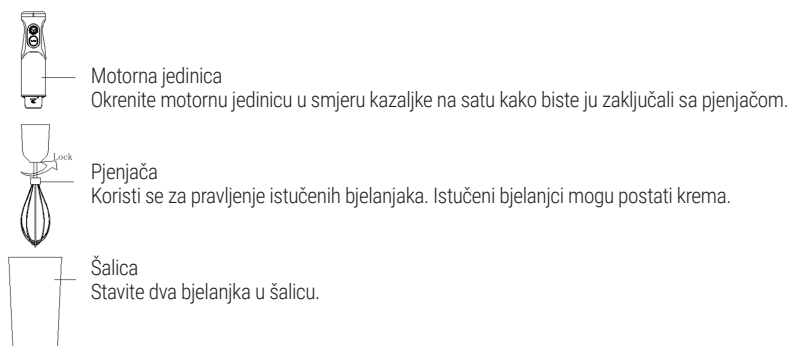 Motorna jedinica
Okrenite motornu jedinicu u smjeru kazaljke na satu kako biste ju zaključali sa pjenjačom.
Lock
Pjenjača
Koristi se za pravljenje istučenih bjelanjaka. Istučeni bjelanjci mogu postati krema.
Šalica
Stavite dva bjelanjka u šalicu.